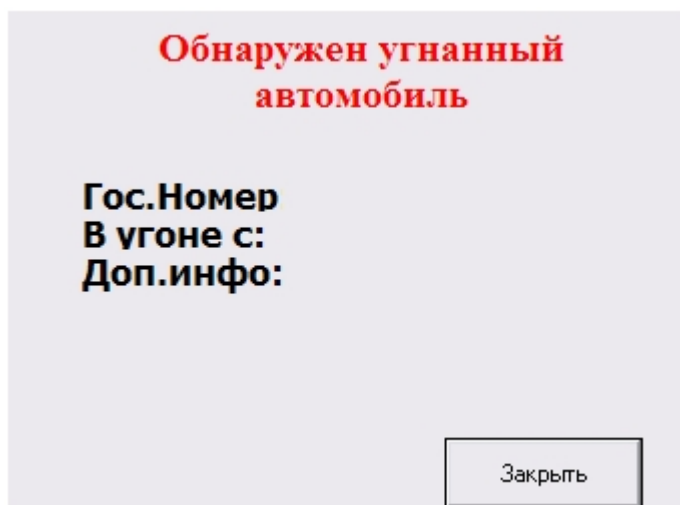 Обнаружен угнанный
автомобиль
Гос.Номер
В угоне с:
Доп.инфо:
Закрыть